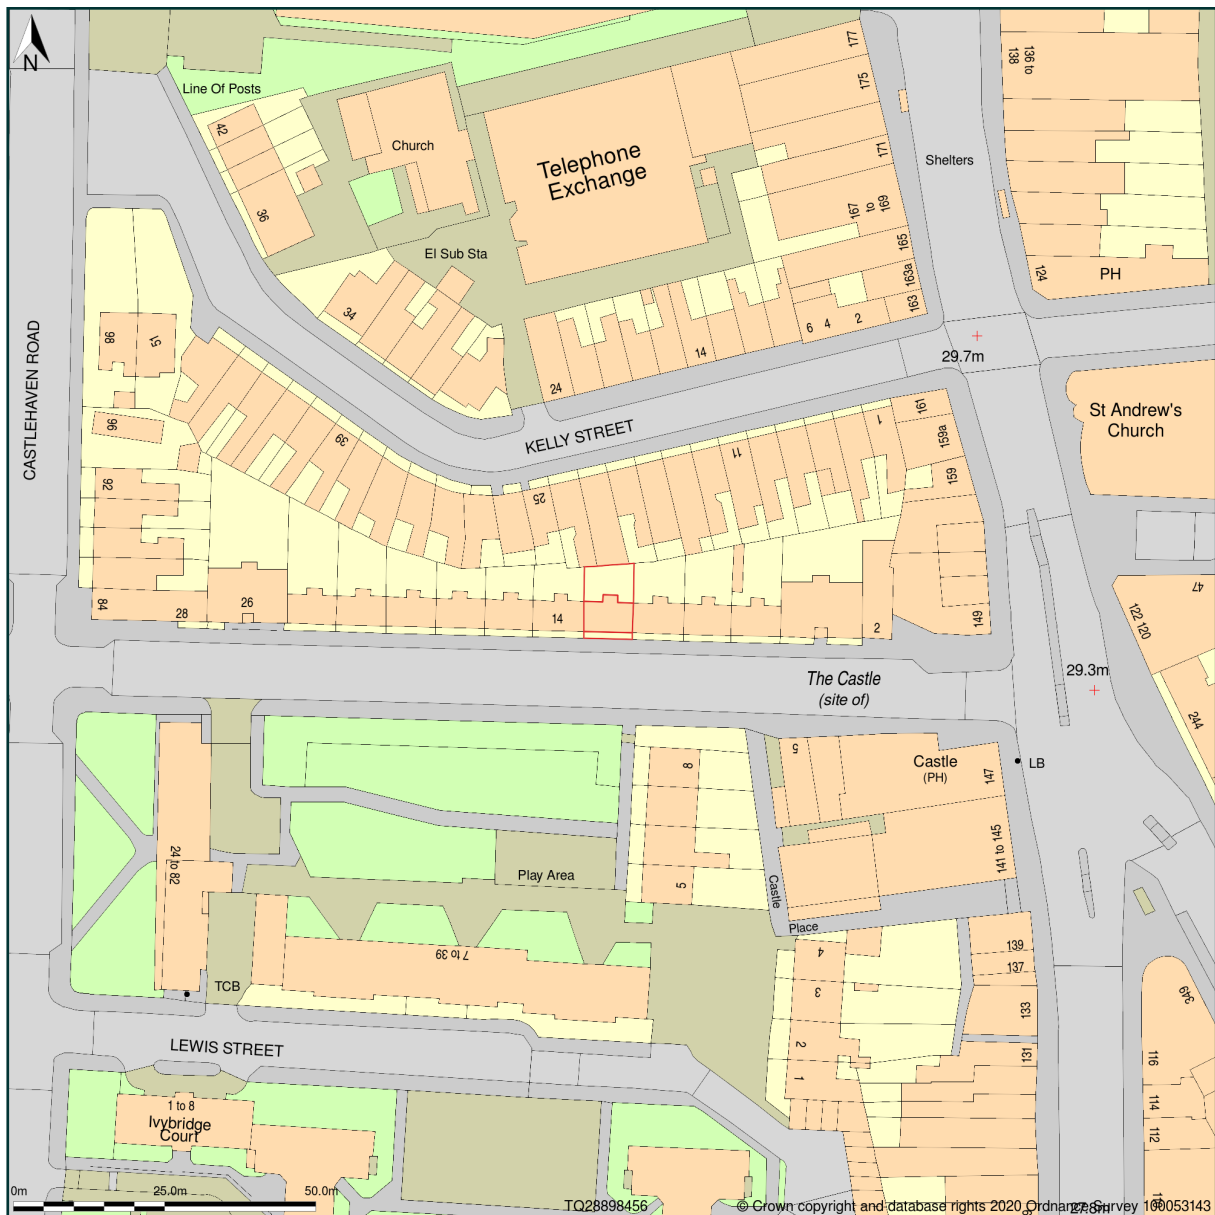 N
Line Of Posts
42
36
Church
Telephone
Exchange
177
175
171
167
to
169
165
163a
163
136 to
138
Shelters
124
PH
El Sub Sta
34
24
14
6
4
2
29.7m
CASTLEHAVEN ROAD
98
51
96
92
39
KELLY STREET
25
11
1
161
159a
159
St Andrew's
Church
84
28
26
14
2
149
47
122 120
The Castle
(site of)
29.3m
244
8
5
5
Castle
(PH)
147
LB
24 to 82
Play Area
5
Castle
Place
141 to 145
7 to 39
TCB
4
3
2
1
139
137
133
131
349
116
114
112
LEWIS STREET
1 to 8
Ivybridge
Court
0m
25.0m
50.0m
TQ28898456
© Crown copyright and database rights 2020 Ordnance Survey 100053143
27.8m